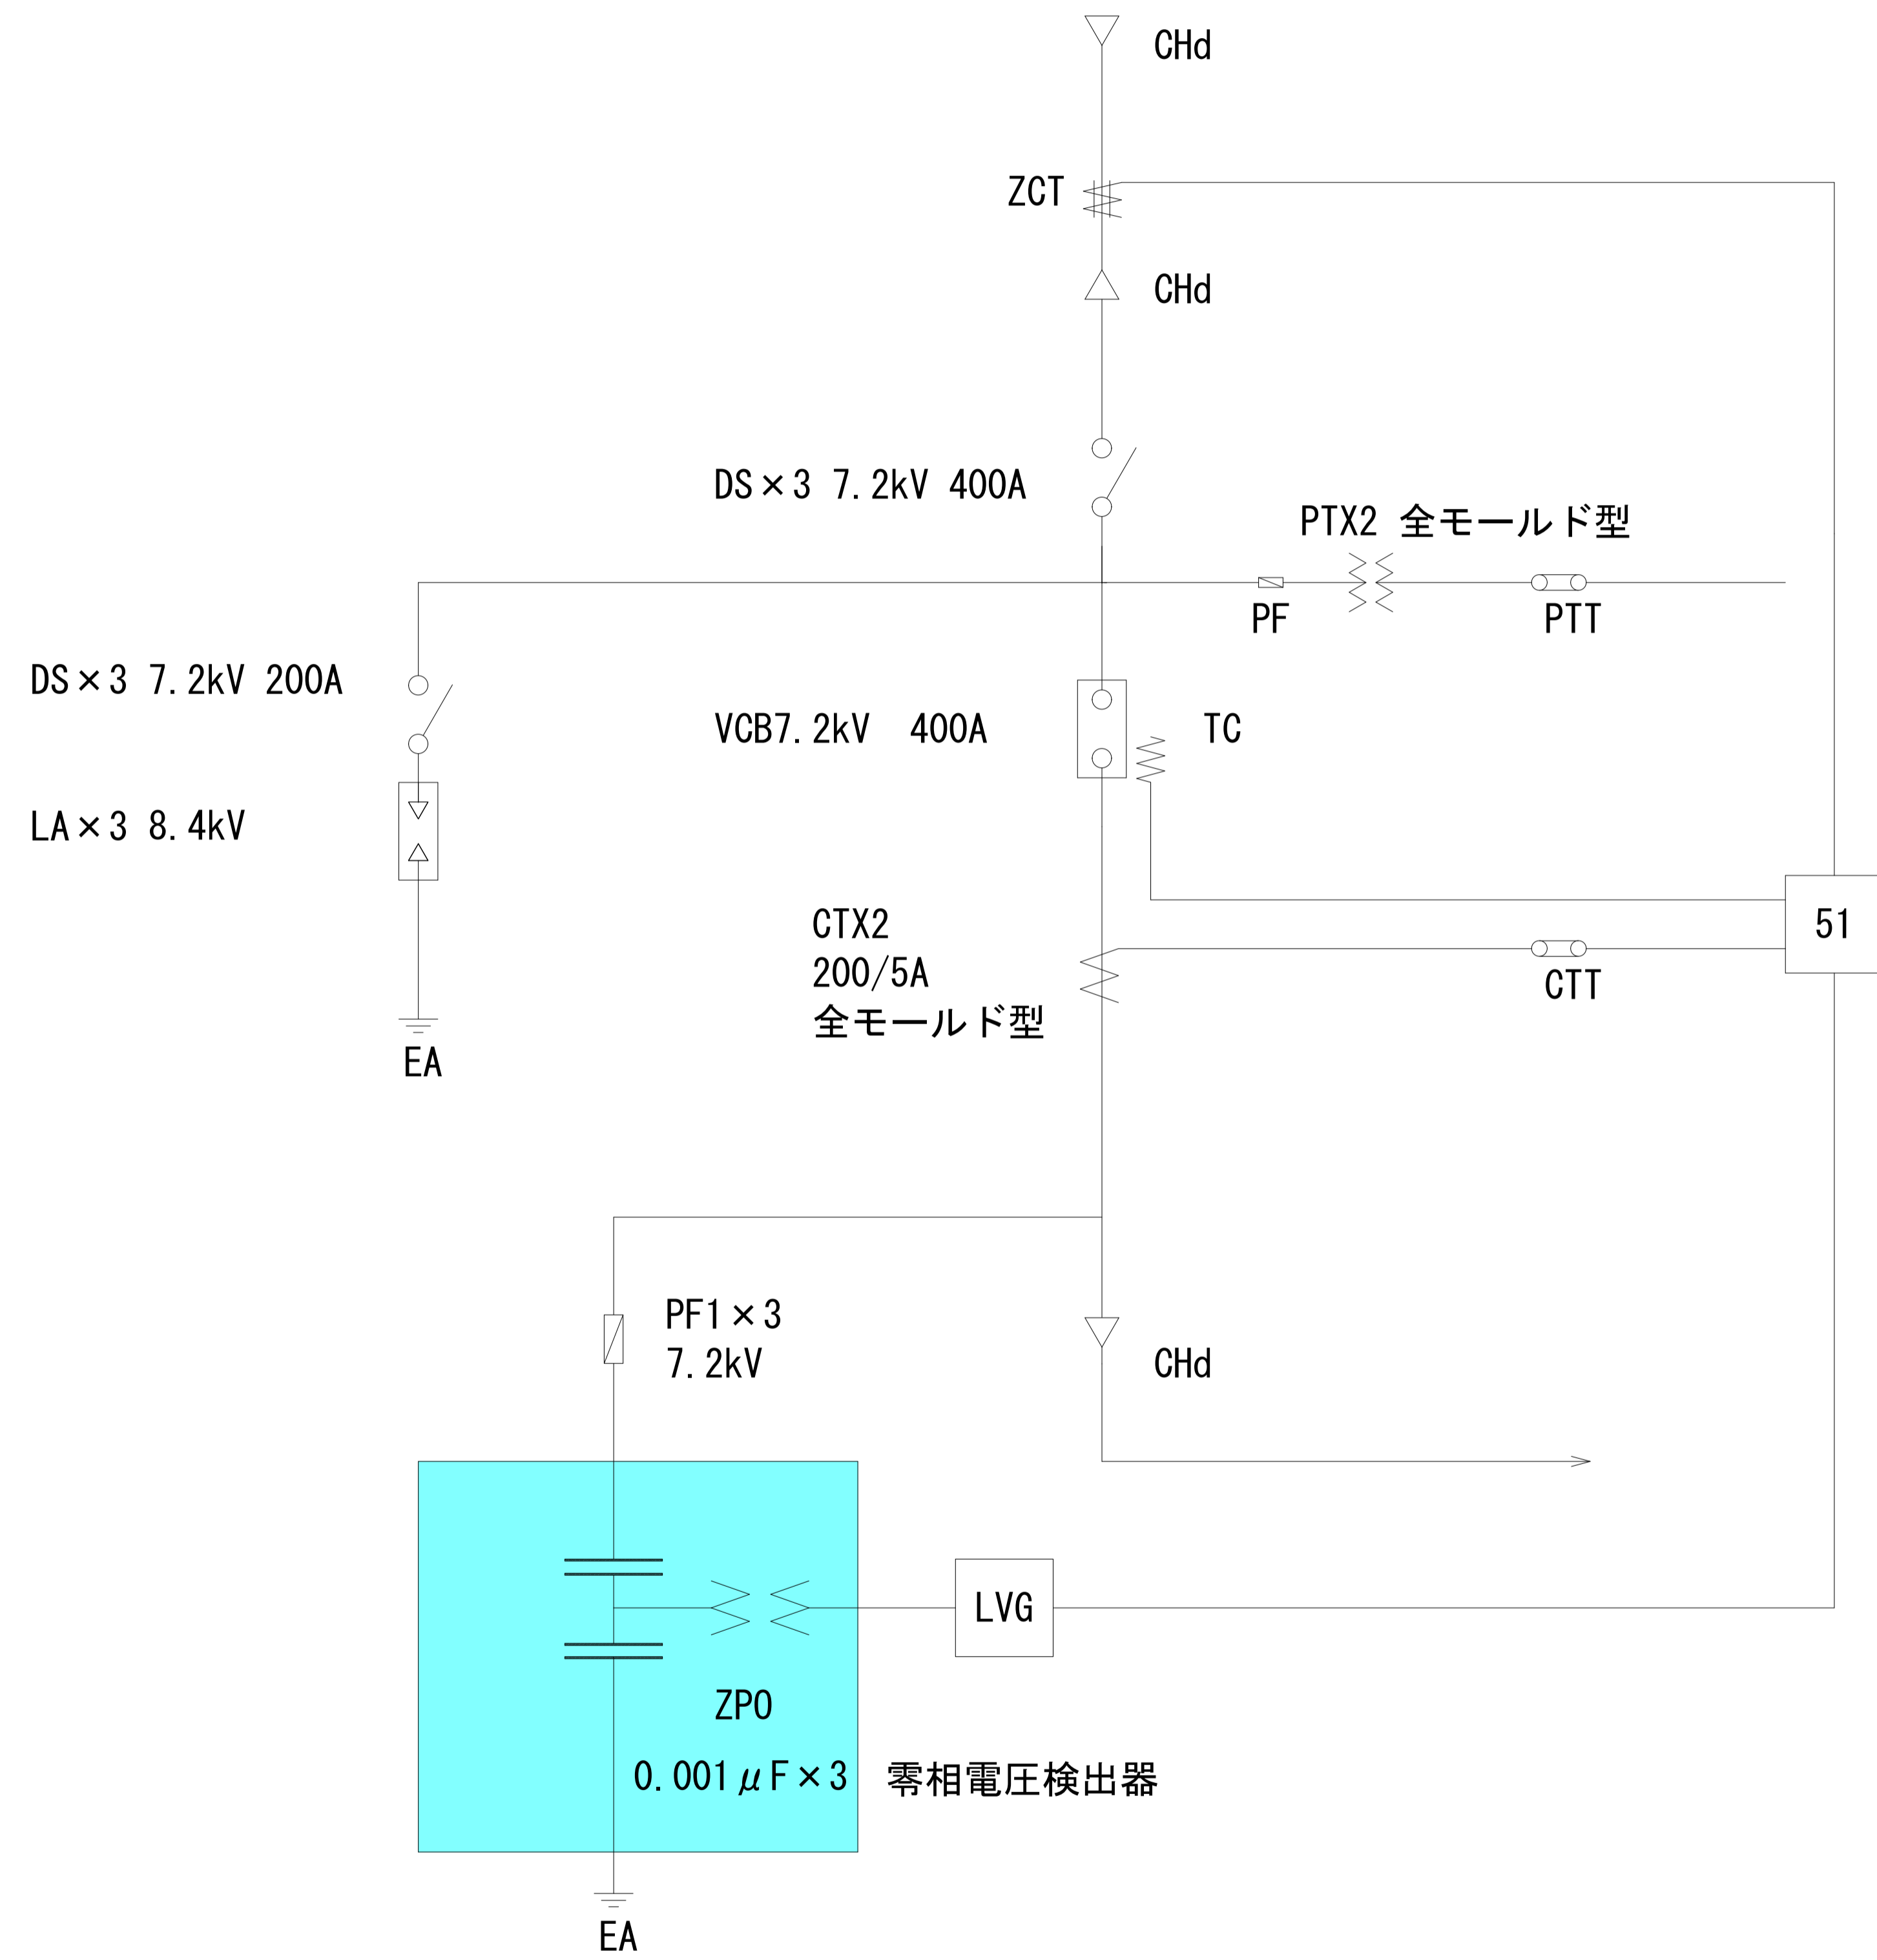 CHd
ZCT
CHd
DS×3 7.2kV 400A
PTX2 全モールド型
PF
PTT
DS×3 7.2kV 200A
VCB7.2kV 400A
TC
LA×3 8.4kV
CTX2
200/5A
全モールド型
51
CTT
EA
PF1×3
7.2kV
CHd
LVG
ZPO
0.001μF×3 零相電圧検出器
EA